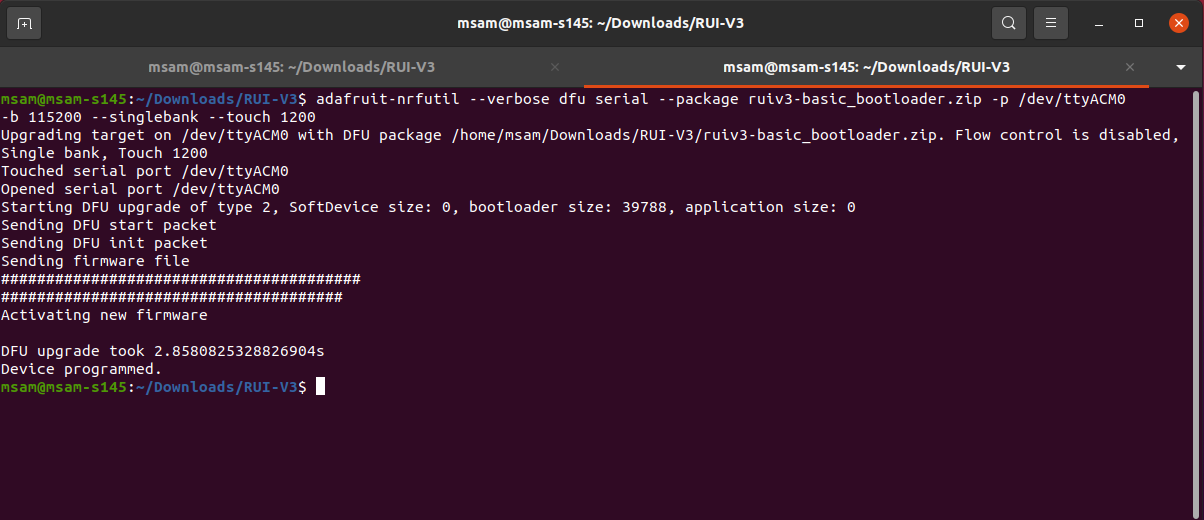 msam@msam-s145: ~/Downloads/RUI-V3
msam@msam-s145: ~/Downloads/RUI-V3
msam@msam-s145: ~/Downloads/RUI-V3
msam@msam-s145:~/Downloads/RUI-V3$ adafruit-nrfutil --verbose dfu serial --package ruiv3-basic_bootloader.zip -p /dev/ttyACM0
-b 115200 --singlebank --touch 1200
Upgrading target on /dev/ttyACM0 with DFU package /home/msam/Downloads/RUI-V3/ruiv3-basic_bootloader.zip. Flow control is disabled,
Single bank, Touch 1200
Touched serial port /dev/ttyACM0
Opened serial port /dev/ttyACM0
Starting DFU upgrade of type 2, SoftDevice size: 0, bootloader size: 39788, application size: 0
Sending DFU start packet
Sending DFU init packet
Sending firmware file
########################################
######################################
Activating new firmware
DFU upgrade took 2.8580825328826904s
Device programmed.
msam@msam-s145:~/Downloads/RUI-V3$